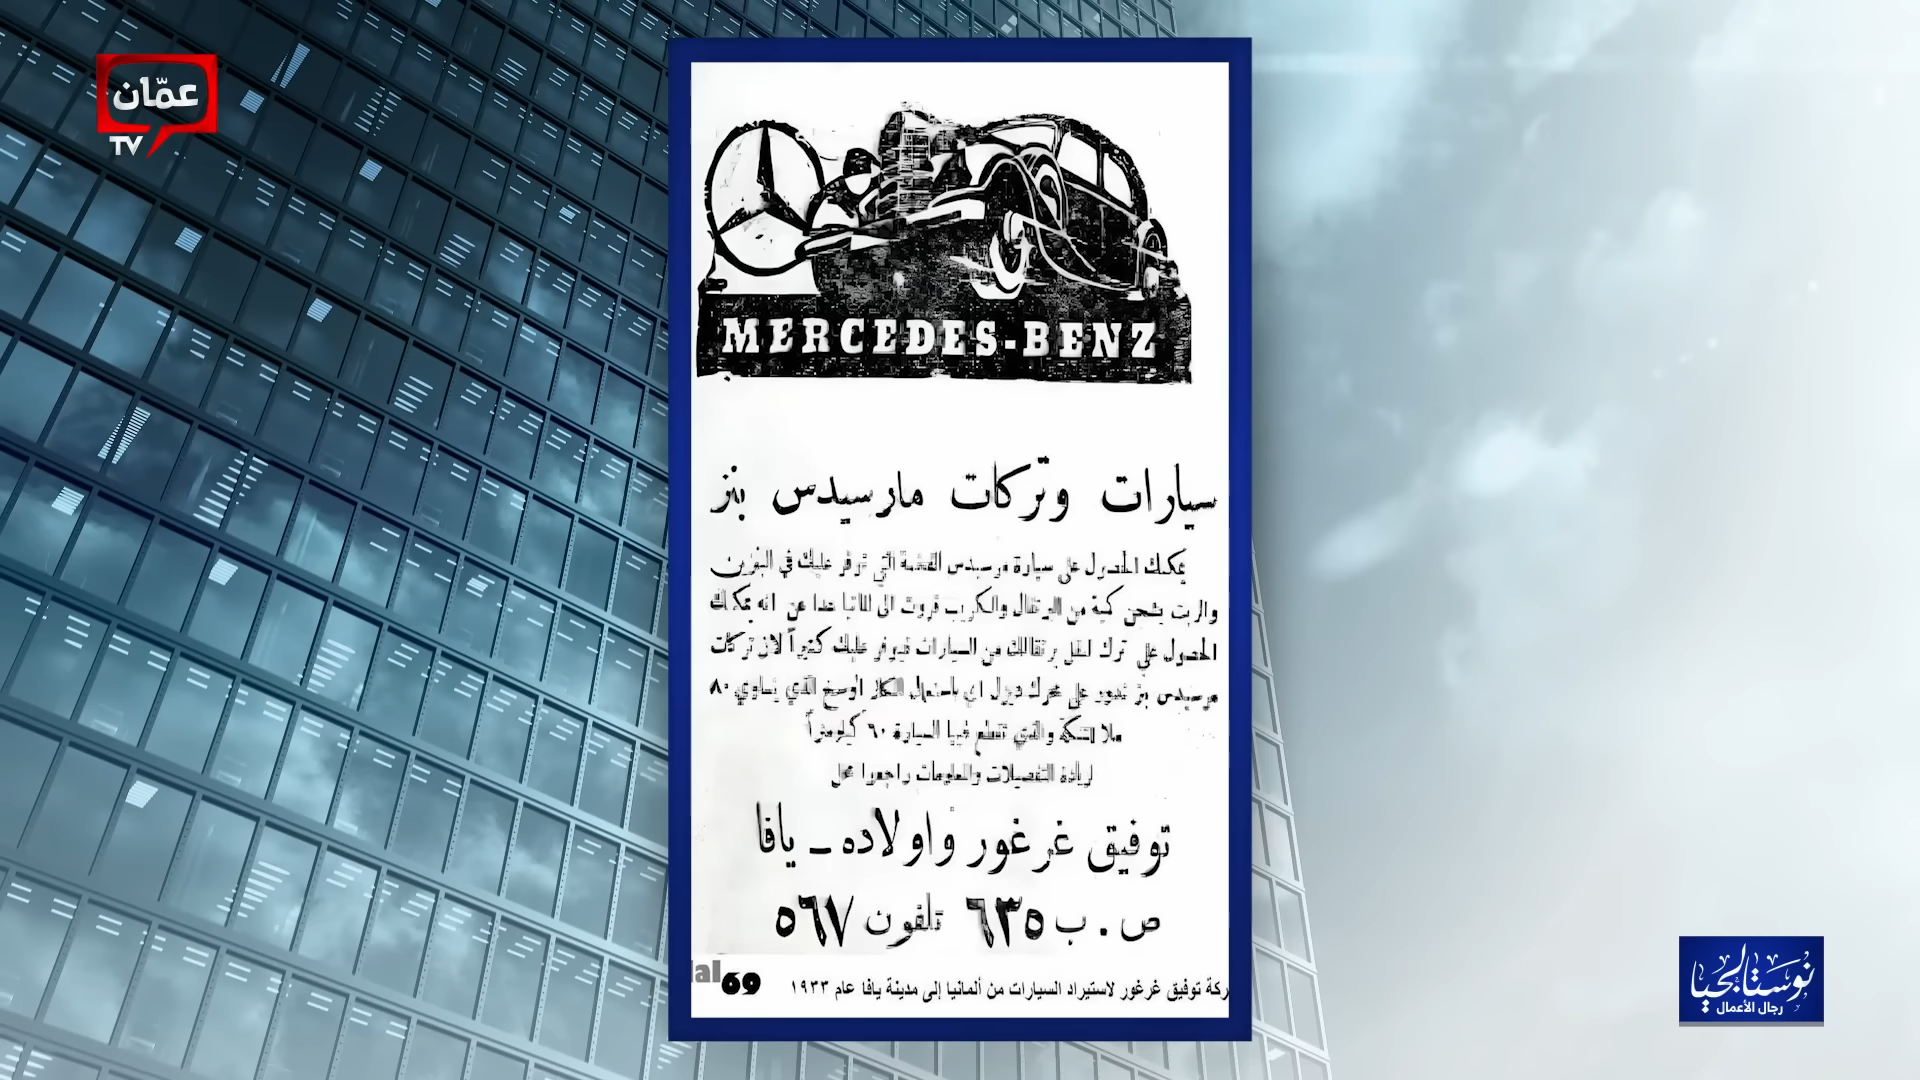 عمّان
TV
MERCEDES-BENZ
سيارات وتركات مارسيدس بنز
يمكنك الحصول على سيارة مرسيدس الفخمة التي توفر عليك في البنزين
والزيت بشحن كمية من البرتقال والكريب فروت الى المانيا عدا عن انه يمكنك
الحصول على ترك لنقل برتقالك من السيارات فيوفر عليك كثيراً لان تركات
مرسيدس بنز تدور على محرك ديزل اي باستعمال الكاز الوسخ الذي يساوي ٨٠
ملا التنكة والذي تقطع فيها السيارة ٦٠ كيلومتراً
لزيادة التفصيلات والمعلومات راجعوا محل
توفيق غرغور واولاده ــ يافا
ص . ب ٦٣٥ تلفون ٥٦٧
ركة توفيق غرغور لاستيراد السيارات من ألمانيا إلى مدينة يافا عام ١٩٣٣
al69
نوستالجيا
رجال الأعمال